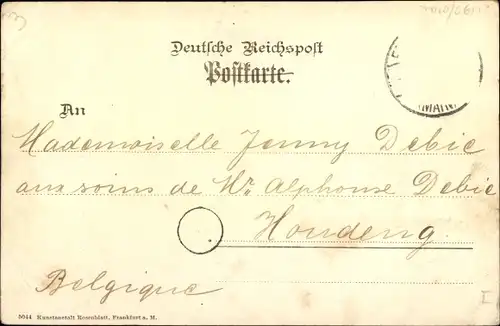 Deutsche Reichspost
Postkarte.
An
Mademoiselle Jenny Debie
aux soins de Mr Alphonse Debie
Houdeng
Belgique
5044 Kunstanstalt Rosenblatt, Frankfurt a. M.